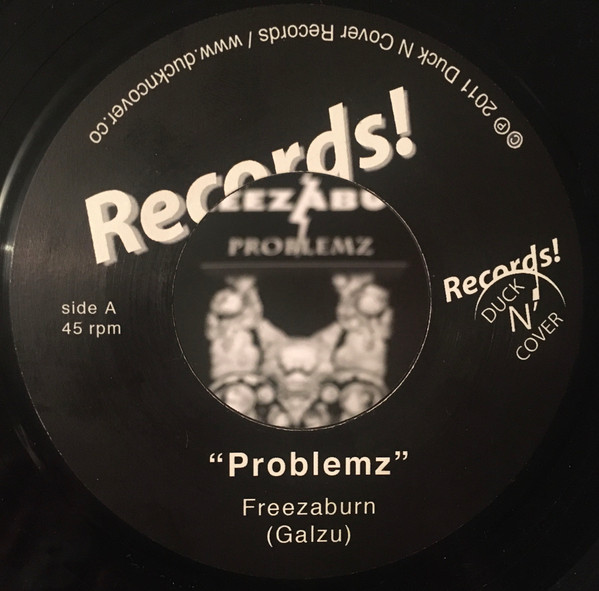 ℗© 2011 Duck N Cover Records / www.duckncover.co
Records!
PROBLEMZ
side A
45 rpm
Records!
DUCK
N'
COVER
“Problemz”
Freezaburn
(Galzu)